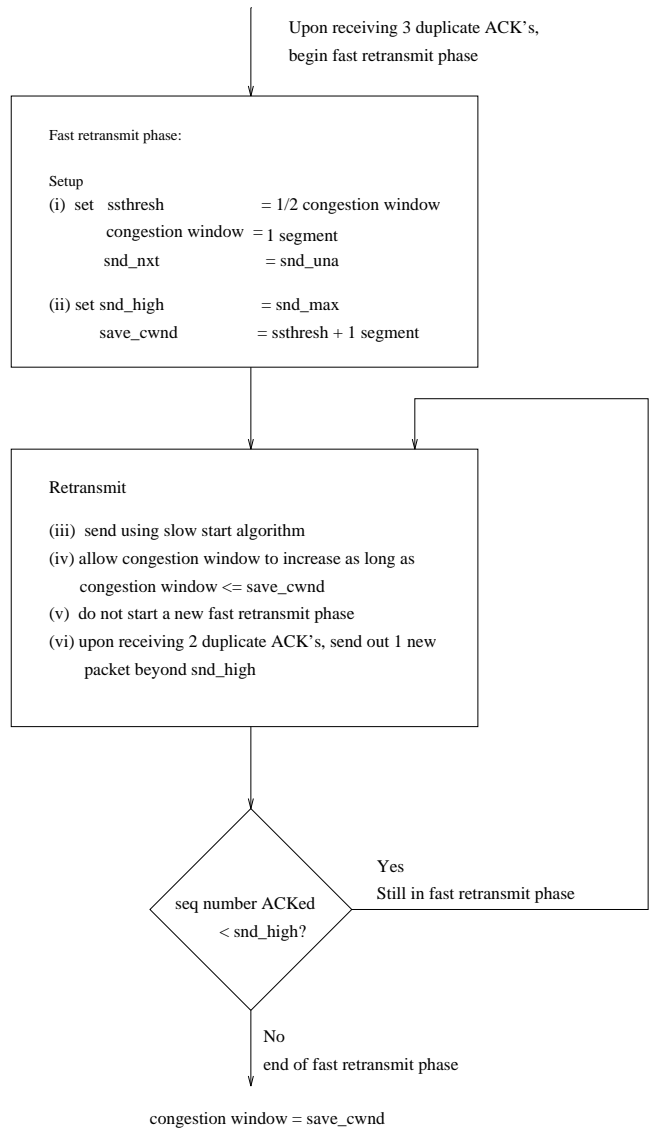 Upon receiving 3 duplicate ACK's,
begin fast retransmit phase
Fast retransmit phase:
Setup
(i) set ssthresh = 1/2 congestion window
congestion window = 1 segment
snd_nxt = snd_una
(ii) set snd_high = snd_max
save_cwnd = ssthresh + 1 segment
Retransmit
(iii) send using slow start algorithm
(iv) allow congestion window to increase as long as
congestion window <= save_cwnd
(v) do not start a new fast retransmit phase
(vi) upon receiving 2 duplicate ACK's, send out 1 new
packet beyond snd_high
Yes
Still in fast retransmit phase
seq number ACKed
< snd_high?
No
end of fast retransmit phase
congestion window = save_cwnd